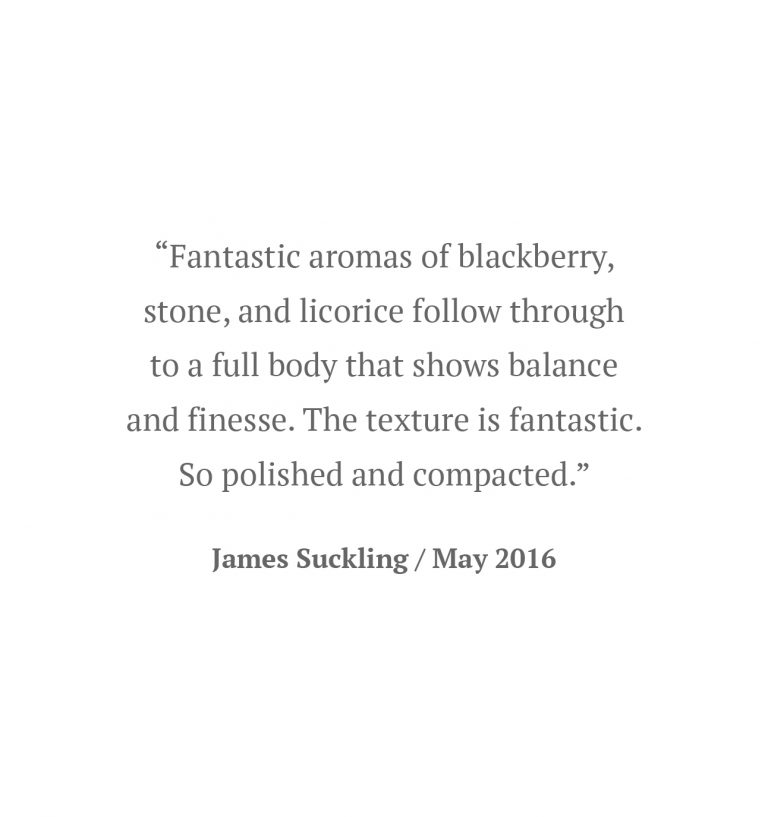 “Fantastic aromas of blackberry,
stone, and licorice follow through
to a full body that shows balance
and finesse. The texture is fantastic.
So polished and compacted.”
James Suckling / May 2016